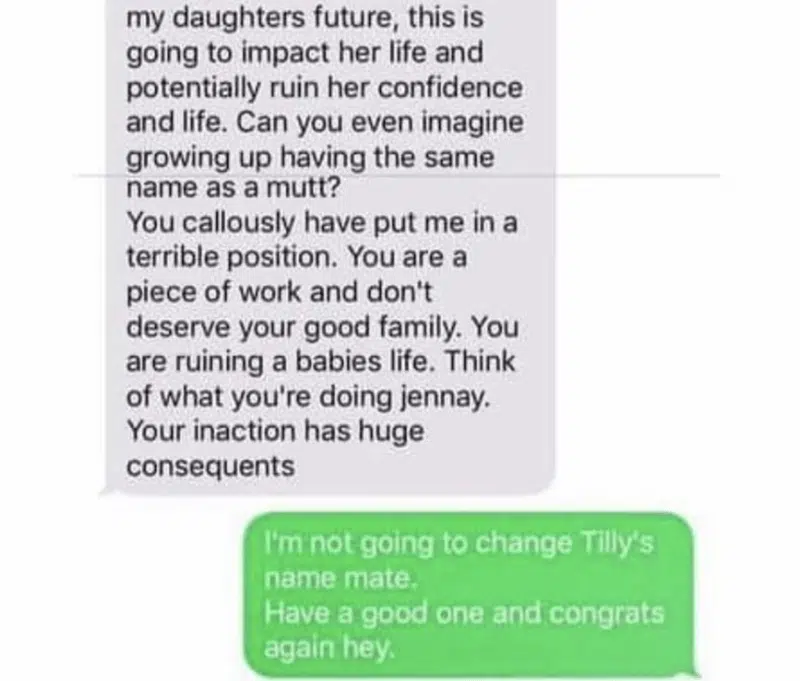 my daughters future, this is
going to impact her life and
potentially ruin her confidence
and life. Can you even imagine
growing up having the same
name as a mutt?
You callously have put me in a
terrible position. You are a
piece of work and don't
deserve your good family. You
are ruining a babies life. Think
of what you're doing jennay.
Your inaction has huge
consequents
I'm not going to change Tilly's
name mate.
Have a good one and congrats
again hey.